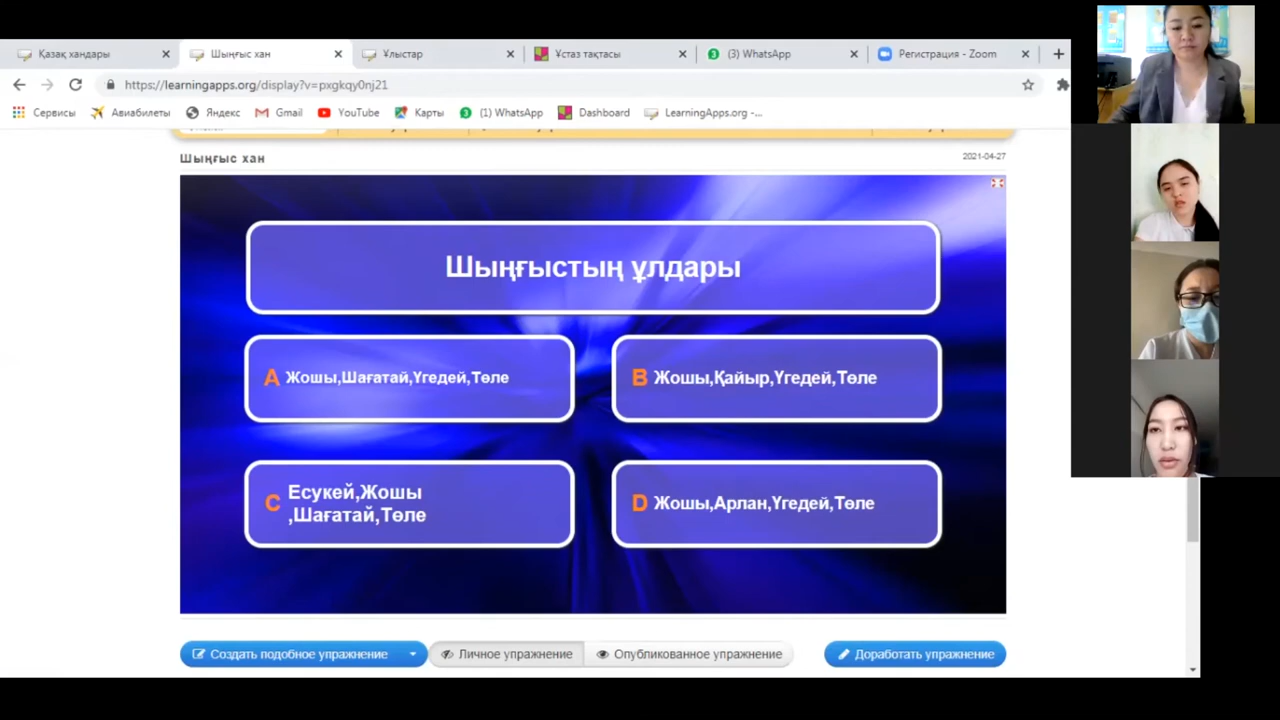 Қазақ хандары
Шыңғыс хан
Ұлыстар
Ұстаз тақтасы
(3) WhatsApp
Регистрация - Zoom
https://learningapps.org/display?v=pxgkqy0nj21
Сервисы
Авиабилеты
Яндекс
Gmail
YouTube
Карты
(1) WhatsApp
Dashboard
LearningApps.org -...
Шыңғыс хан
2021-04-27
Шыңғыстың ұлдары
A Жошы,Шағатай,Үгедей,Төле
B Жошы,Қайыр,Үгедей,Төле
C Есукей,Жошы
,Шағатай,Төле
D Жошы,Арлан,Үгедей,Төле
Создать подобное упражнение
Личное упражнение
Опубликованное упражнение
Доработать упражнение